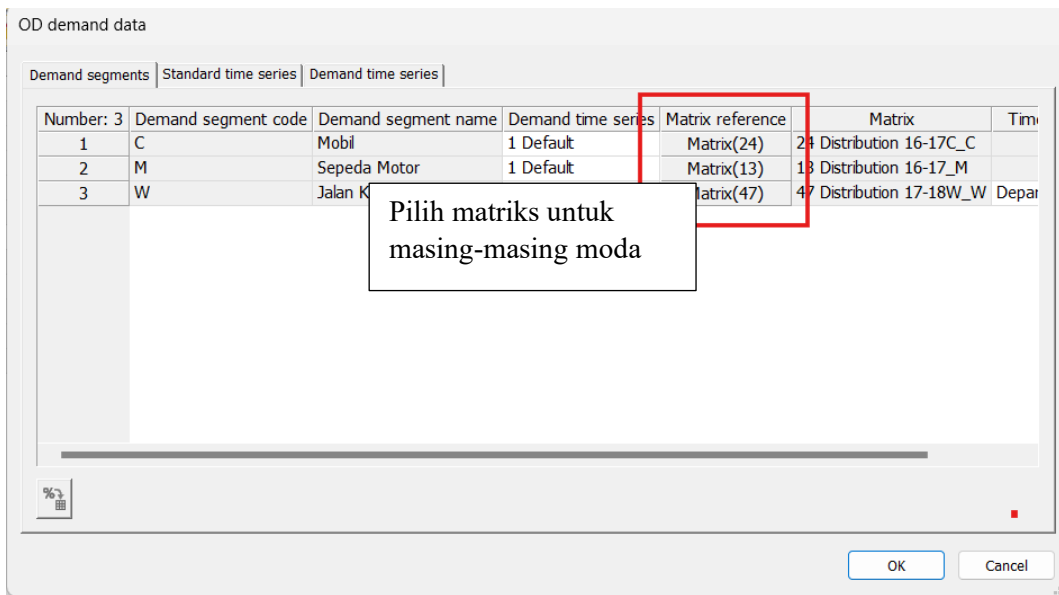 OD demand data
Demand segments Standard time series Demand time series
Number: 3 Demand segment code Demand segment name Demand time series Matrix reference Matrix
1 C Mobil 1 Default Matrix(24) 24 Distribution 16-17C_C
2 M Sepeda Motor 1 Default Matrix(13) 13 Distribution 16-17_M
3 W Jalan Matrix(47) 47 Distribution 17-18W_W
Pilih matriks untuk
masing-masing moda
OK Cancel